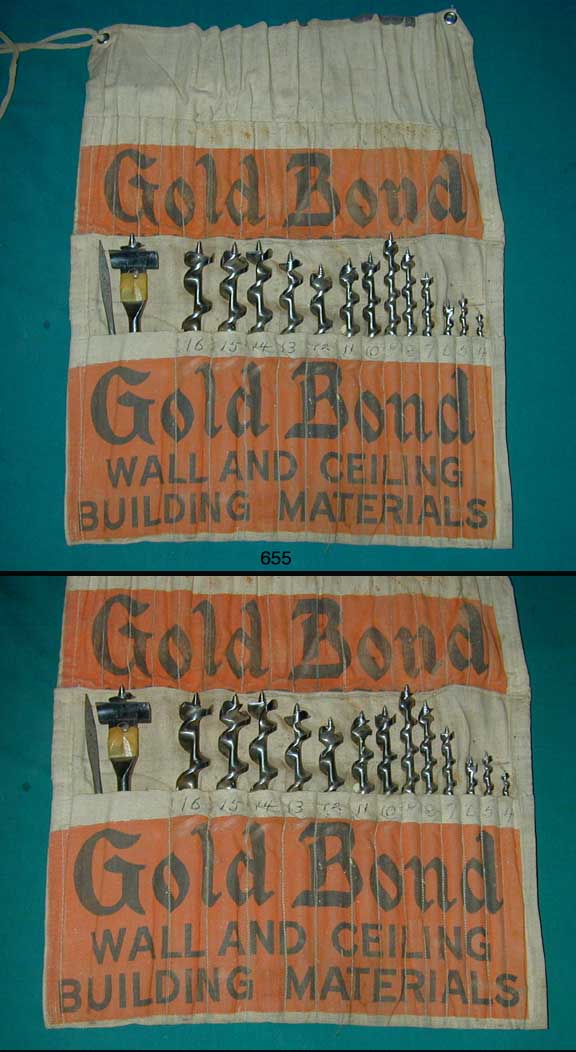 Gold Bond
16 15 14 13 12 11 10 9 8 7 6 5 4
Gold Bond
WALL AND CEILING
BUILDING MATERIALS
655
Gold Bond
16 15 14 13 12 11 10 9 8 7 6 5 4
Gold Bond
WALL AND CEILING
BUILDING MATERIALS